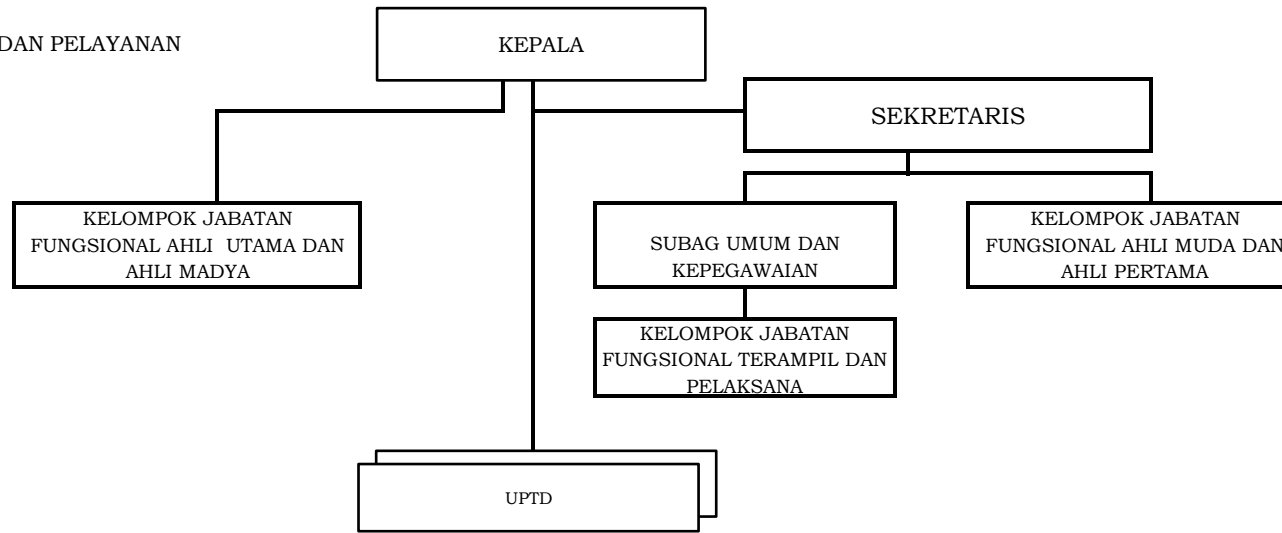 DAN PELAYANAN
KEPALA
SEKRETARIS
KELOMPOK JABATAN
FUNGSIONAL AHLI UTAMA DAN
AHLI MADYA
SUBAG UMUM DAN
KEPEGAWAIAN
KELOMPOK JABATAN
FUNGSIONAL AHLI MUDA DAN
AHLI PERTAMA
KELOMPOK JABATAN
FUNGSIONAL TERAMPIL DAN
PELAKSANA
UPTD